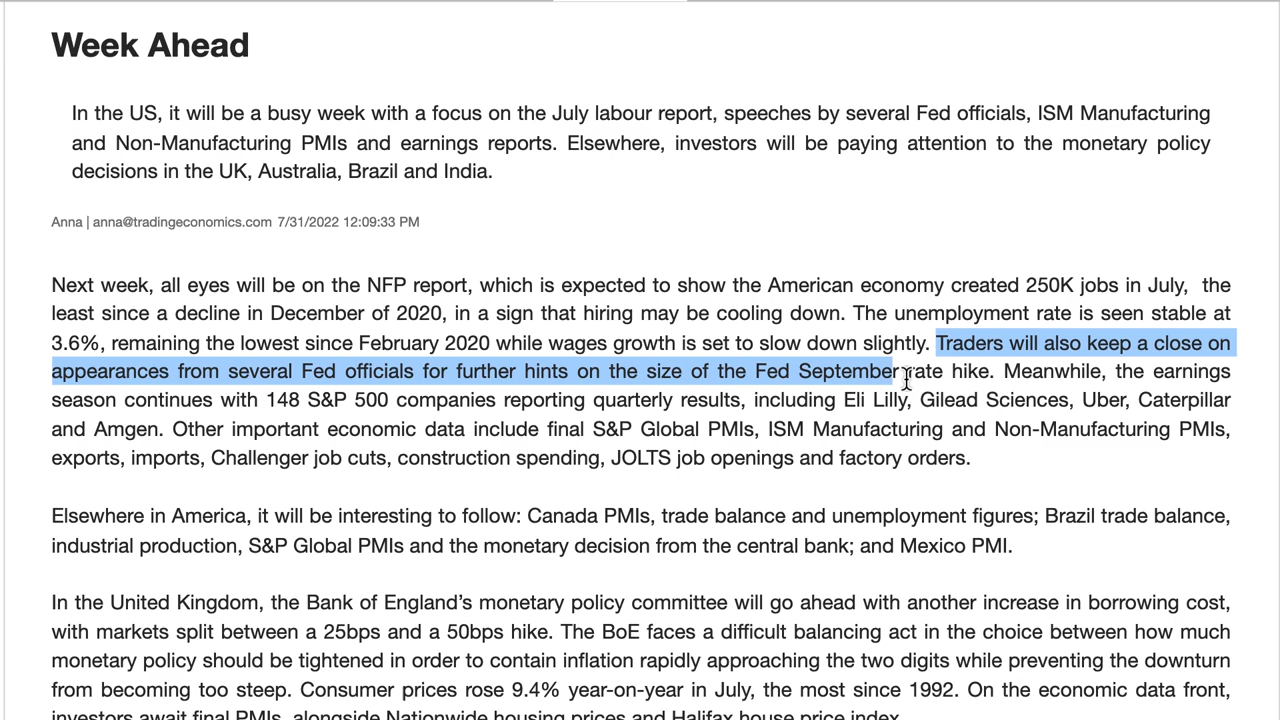 Week Ahead
In the US, it will be a busy week with a focus on the July labour report, speeches by several Fed officials, ISM Manufacturing
and Non-Manufacturing PMIs and earnings reports. Elsewhere, investors will be paying attention to the monetary policy
decisions in the UK, Australia, Brazil and India.
Anna | anna@tradingeconomics.com 7/31/2022 12:09:33 PM
Next week, all eyes will be on the NFP report, which is expected to show the American economy created 250K jobs in July, the
least since a decline in December of 2020, in a sign that hiring may be cooling down. The unemployment rate is seen stable at
3.6%, remaining the lowest since February 2020 while wages growth is set to slow down slightly. Traders will also keep a close on
appearances from several Fed officials for further hints on the size of the Fed September rate hike. Meanwhile, the earnings
season continues with 148 S&P 500 companies reporting quarterly results, including Eli Lilly, Gilead Sciences, Uber, Caterpillar
and Amgen. Other important economic data include final S&P Global PMIs, ISM Manufacturing and Non-Manufacturing PMIs,
exports, imports, Challenger job cuts, construction spending, JOLTS job openings and factory orders.
Elsewhere in America, it will be interesting to follow: Canada PMIs, trade balance and unemployment figures; Brazil trade balance,
industrial production, S&P Global PMIs and the monetary decision from the central bank; and Mexico PMI.
In the United Kingdom, the Bank of England’s monetary policy committee will go ahead with another increase in borrowing cost,
with markets split between a 25bps and a 50bps hike. The BoE faces a difficult balancing act in the choice between how much
monetary policy should be tightened in order to contain inflation rapidly approaching the two digits while preventing the downturn
from becoming too steep. Consumer prices rose 9.4% year-on-year in July, the most since 1992. On the economic data front,
investors await final PMIs, alongside Nationwide housing prices and Halifax house price index.